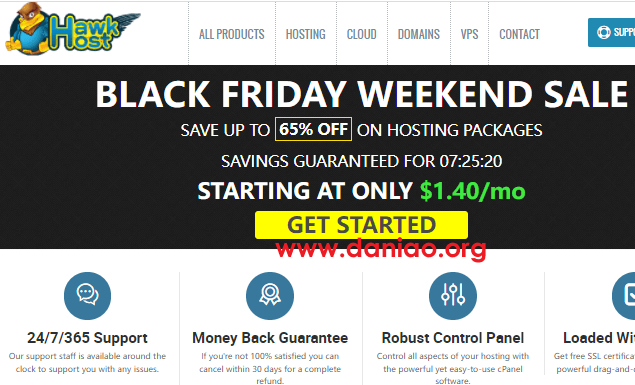 Hawk
Host
ALL PRODUCTS
HOSTING
CLOUD
DOMAINS
VPS
CONTACT
SUPPO
BLACK FRIDAY WEEKEND SALE
SAVE UP TO 65% OFF ON HOSTING PACKAGES
SAVINGS GUARANTEED FOR 07:25:20
STARTING AT ONLY $1.40/mo
GET STARTED
www.daniao.org
24/7/365 Support
Our support staff is available around the
clock to support you with any issues.
Money Back Guarantee
If you're not 100% satisfied you can
cancel within 30 days for a complete
refund.
Robust Control Panel
Control all aspects of your hosting with
the powerful yet easy-to-use cPanel
software.
Loaded Wit
Get free SSL certifica
powerful drag-and-